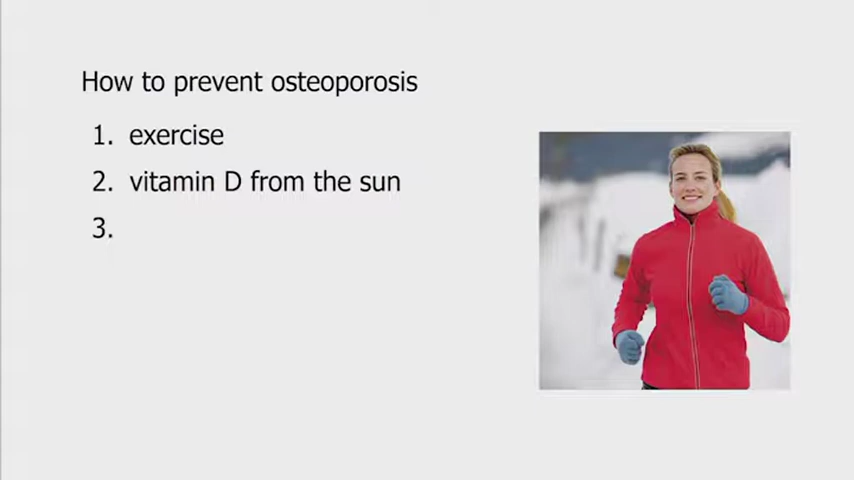 How to prevent osteoporosis
1. exercise
2. vitamin D from the sun
3.